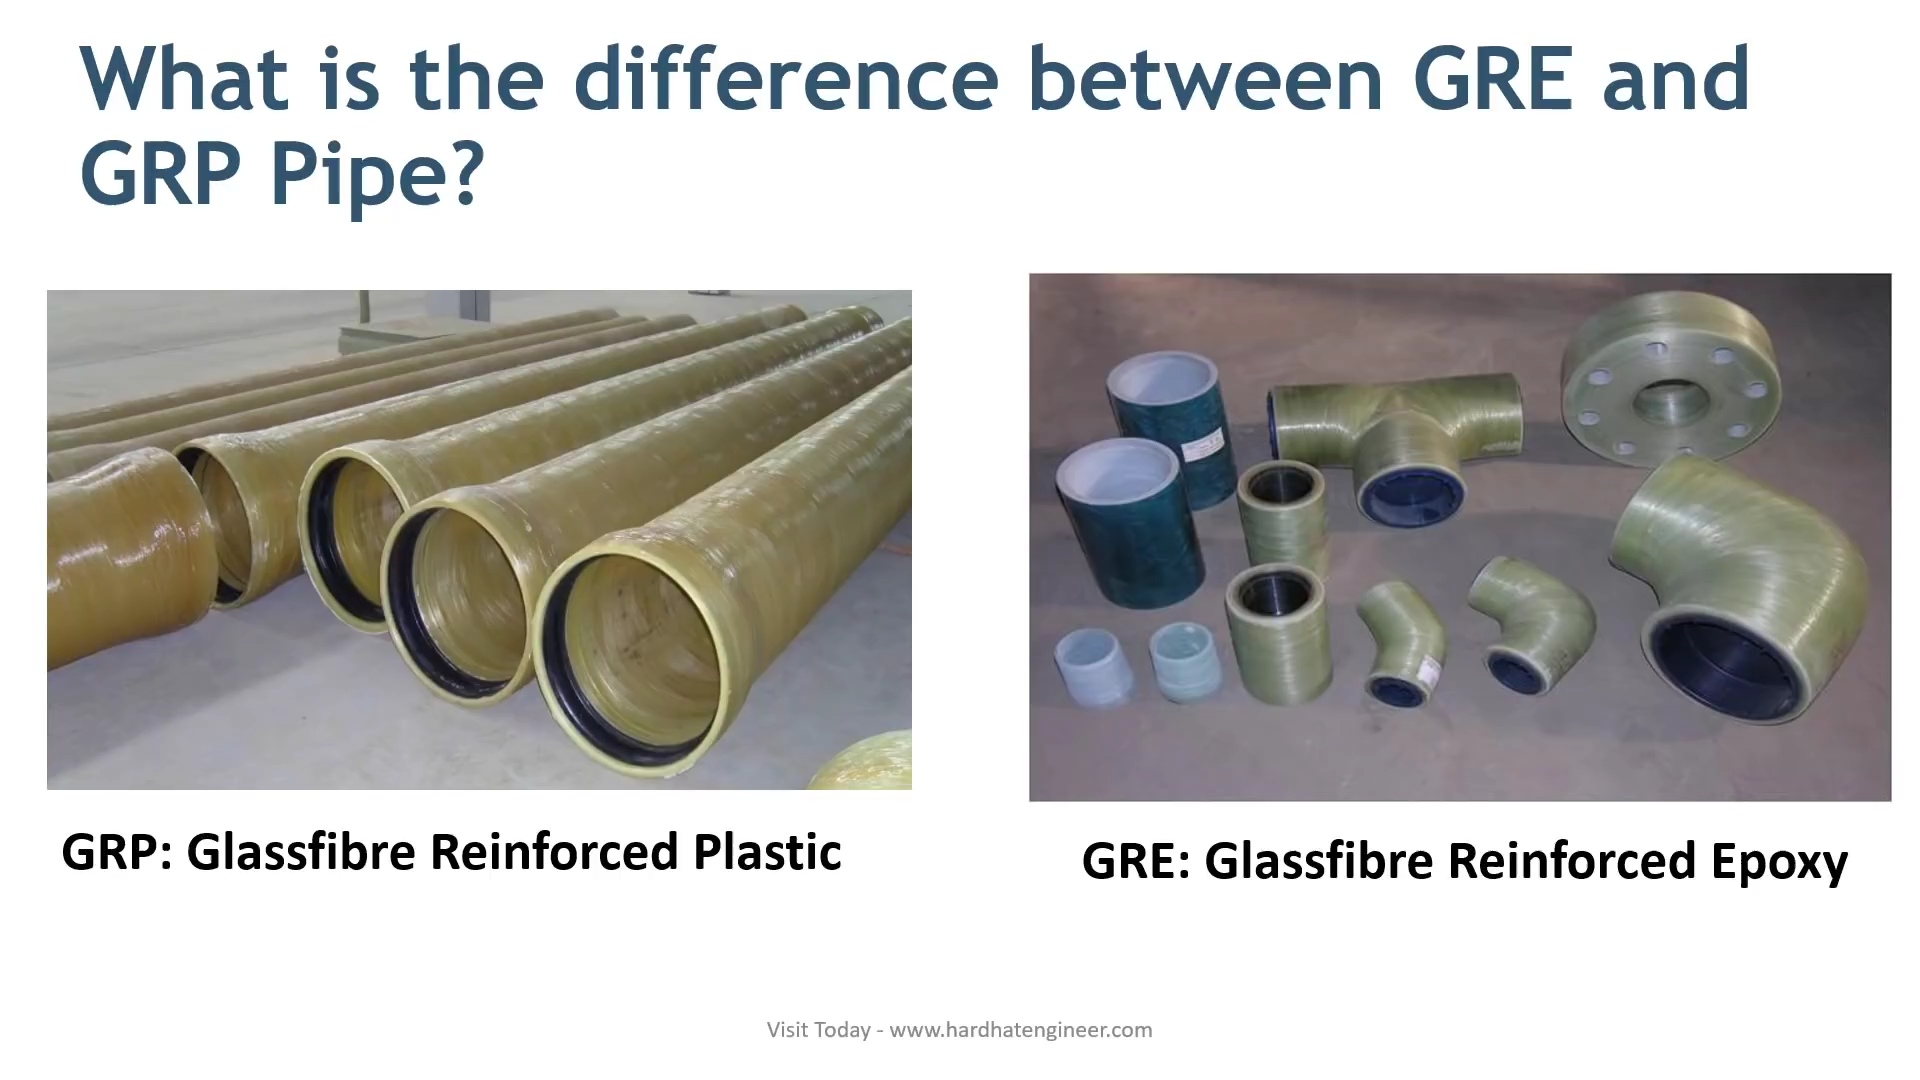 What is the difference between GRE and
GRP Pipe?
GRP: Glassfibre Reinforced Plastic
GRE: Glassfibre Reinforced Epoxy
Visit Today - www.hardhatengineer.com